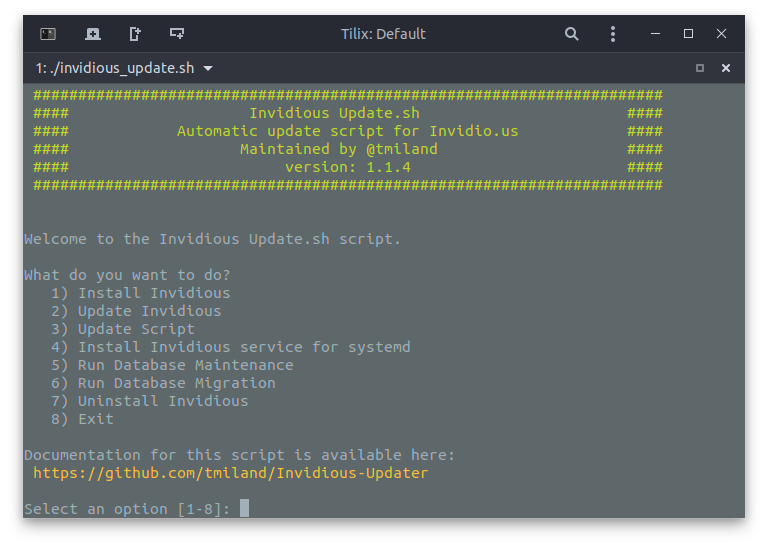 Tilix: Default
1: ./invidious_update.sh
######################################################################
#### Invidious Update.sh ####
#### Automatic update script for Invidio.us ####
#### Maintained by @tmiland ####
#### version: 1.1.4 ####
######################################################################
Welcome to the Invidious Update.sh script.
What do you want to do?
1) Install Invidious
2) Update Invidious
3) Update Script
4) Install Invidious service for systemd
5) Run Database Maintenance
6) Run Database Migration
7) Uninstall Invidious
8) Exit
Documentation for this script is available here:
https://github.com/tmiland/Invidious-Updater
Select an option [1-8]: